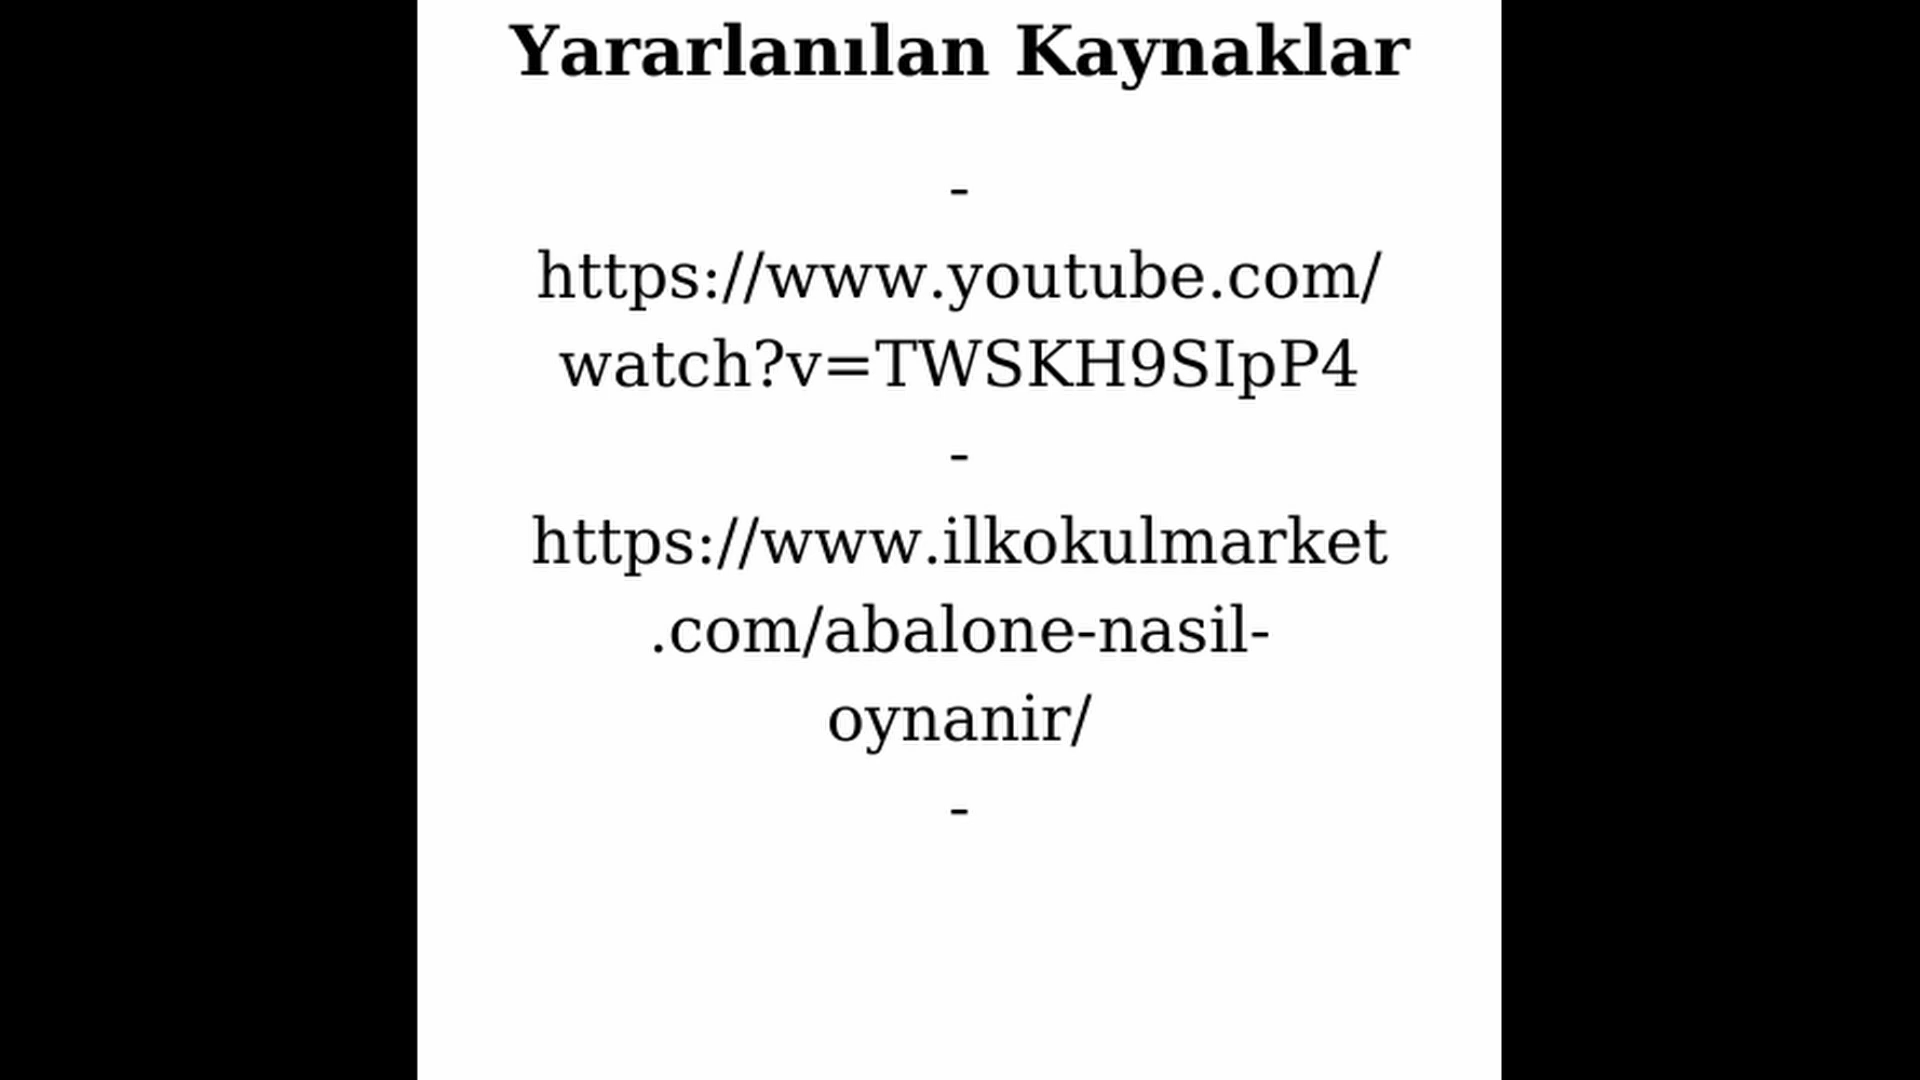 Yararlanılan Kaynaklar
-
https://www.youtube.com/
watch?v=TWSKH9SIpP4
-
https://www.ilkokulmarket
.com/abalone-nasil-
oynanir/
-